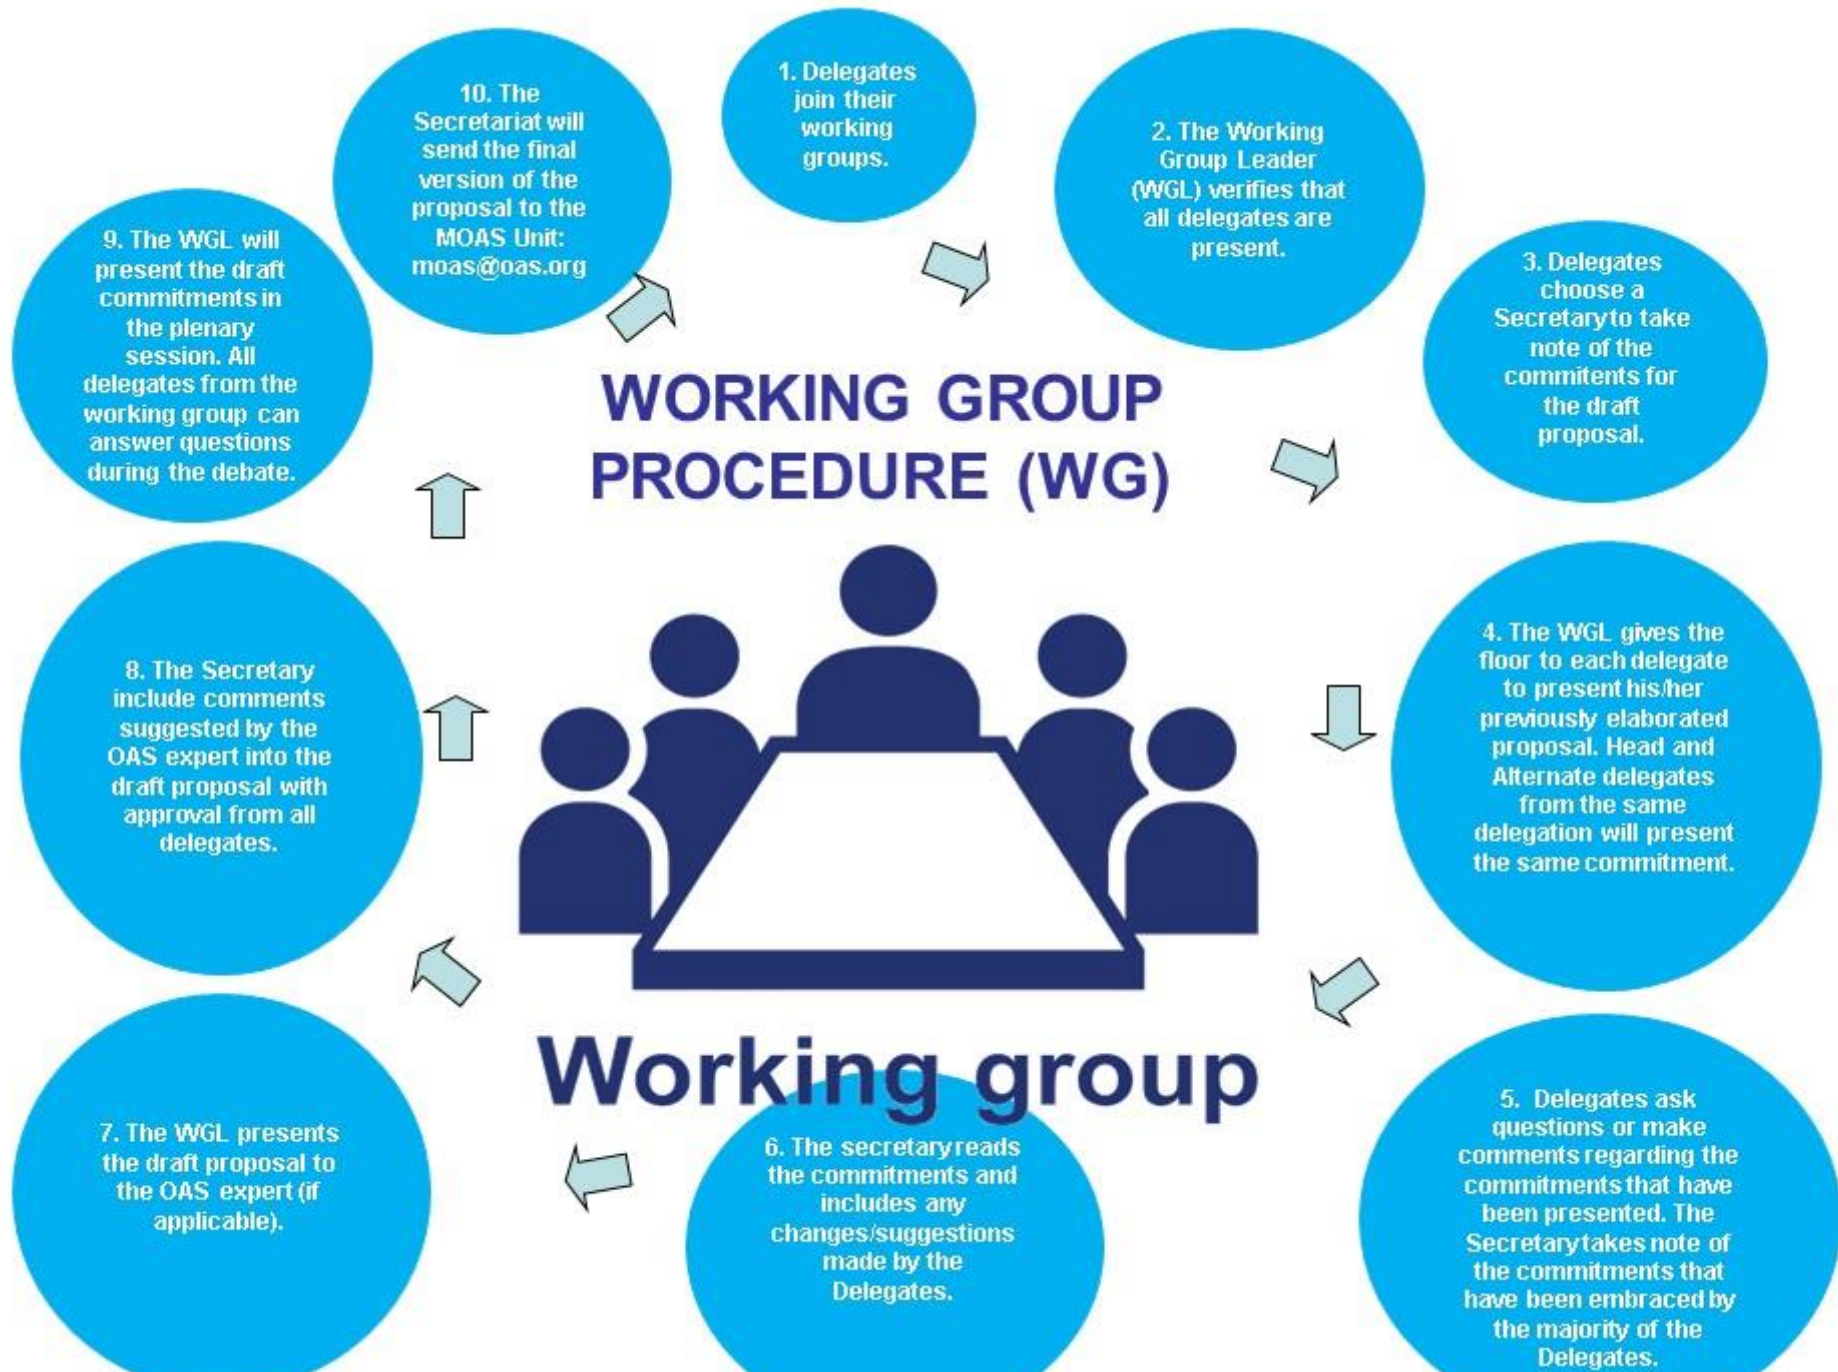 1. Delegates
join their
working
groups.
2. The Working
Group Leader
(WGL) verifies that
all delegates are
present.
3. Delegates
choose a
Secretary to take
note of the
commitents for
the draft
proposal.
4. The WGL gives the
floor to each delegate
to present his/her
previously elaborated
proposal. Head and
Alternate delegates
from the same
delegation will present
the same commitment.
5. Delegates ask
questions or make
comments regarding the
commitments that have
been presented. The
Secretary takes note of
the commitments that
have been embraced by
the majority of the
Delegates.
6. The secretary reads
the commitments and
includes any
changes/suggestions
made by the
Delegates.
7. The WGL presents
the draft proposal to
the OAS expert (if
applicable).
8. The Secretary
include comments
suggested by the
OAS expert into the
draft proposal with
approval from all
delegates.
9. The WGL will
present the draft
commitments in
the plenary
session. All
delegates from the
working group can
answer questions
during the debate.
10. The
Secretariat will
send the final
version of the
proposal to the
MOAS Unit:
moas@oas.org
WORKING GROUP
PROCEDURE (WG)
Working group